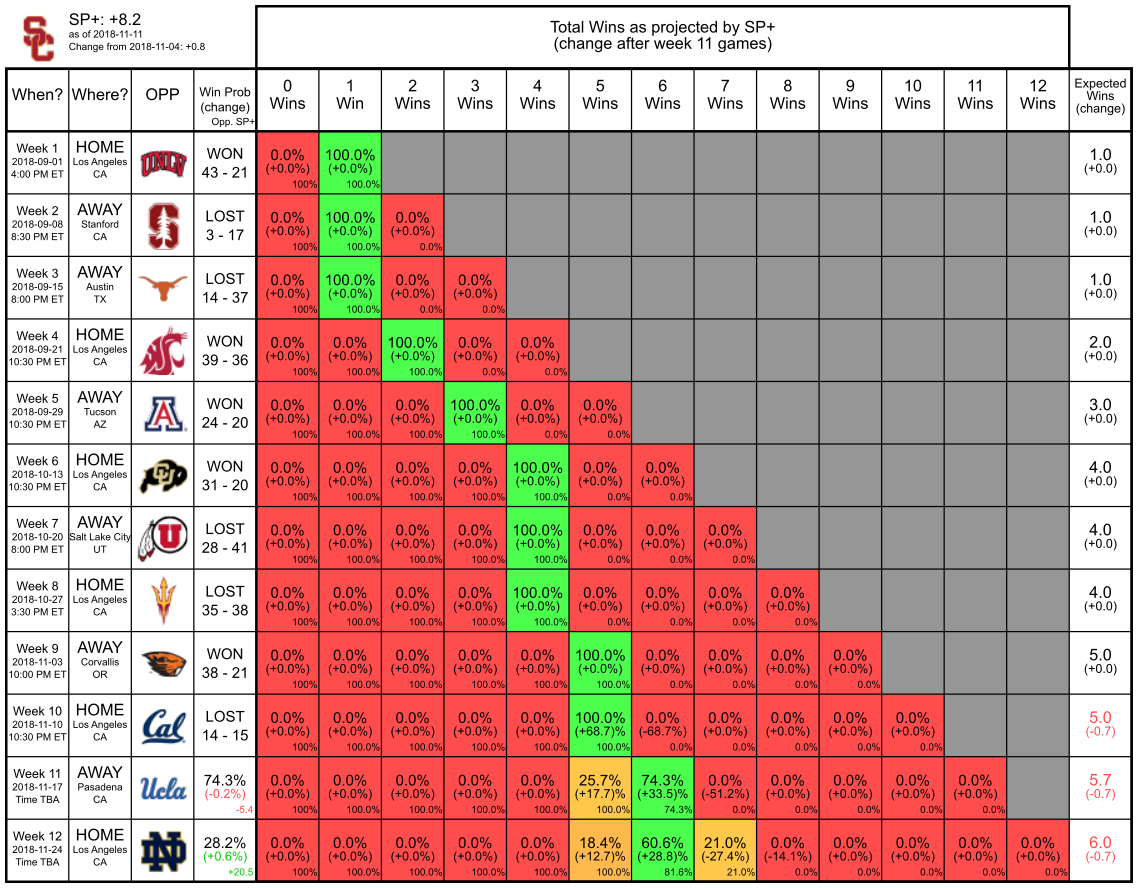 SC
SP+: +8.2
as of 2018-11-11
Change from 2018-11-04: +0.8
Total Wins as projected by SP+
(change after week 11 games)
When? Where? OPP Win Prob (change) Opp. SP+ 0 Wins 1 Win 2 Wins 3 Wins 4 Wins 5 Wins 6 Wins 7 Wins 8 Wins 9 Wins 10 Wins 11 Wins 12 Wins Expected Wins (change)
Week 1 HOME UNLV WON 0.0% 100.0% 1.0
2018-09-01 Los Angeles (+0.0%) (+0.0%) (+0.0)
4:00 PM ET CA 43 - 21 100% 100.0%
Week 2 AWAY S LOST 0.0% 100.0% 0.0% 1.0
2018-09-08 Stanford (+0.0%) (+0.0%) (+0.0%) (+0.0)
8:30 PM ET CA 3 - 17 100% 100.0% 0.0%
Week 3 AWAY LOST 0.0% 100.0% 0.0% 0.0% 1.0
2018-09-15 Austin (+0.0%) (+0.0%) (+0.0%) (+0.0%) (+0.0)
8:00 PM ET TX 14 - 37 100% 100.0% 0.0% 0.0%
Week 4 HOME WON 0.0% 0.0% 100.0% 0.0% 0.0% 2.0
2018-09-21 Los Angeles (+0.0%) (+0.0%) (+0.0%) (+0.0%) (+0.0%) (+0.0)
10:30 PM ET CA 39 - 36 100% 100.0% 100.0% 0.0% 0.0%
Week 5 AWAY A WON 0.0% 0.0% 0.0% 100.0% 0.0% 0.0% 3.0
2018-09-29 Tucson (+0.0%) (+0.0%) (+0.0%) (+0.0%) (+0.0%) (+0.0%) (+0.0)
10:30 PM ET AZ 24 - 20 100% 100.0% 100.0% 100.0% 0.0% 0.0%
Week 6 HOME CU WON 0.0% 0.0% 0.0% 0.0% 100.0% 0.0% 0.0% 4.0
2018-10-13 Los Angeles (+0.0%) (+0.0%) (+0.0%) (+0.0%) (+0.0%) (+0.0%) (+0.0%) (+0.0)
10:30 PM ET CA 31 - 20 100% 100.0% 100.0% 100.0% 100.0% 0.0% 0.0%
Week 7 AWAY U LOST 0.0% 0.0% 0.0% 0.0% 100.0% 0.0% 0.0% 0.0% 4.0
2018-10-20 Salt Lake City (+0.0%) (+0.0%) (+0.0%) (+0.0%) (+0.0%) (+0.0%) (+0.0%) (+0.0%) (+0.0)
8:00 PM ET UT 28 - 41 100% 100.0% 100.0% 100.0% 100.0% 0.0% 0.0% 0.0%
Week 8 HOME LOST 0.0% 0.0% 0.0% 0.0% 100.0% 0.0% 0.0% 0.0% 0.0% 4.0
2018-10-27 Los Angeles (+0.0%) (+0.0%) (+0.0%) (+0.0%) (+0.0%) (+0.0%) (+0.0%) (+0.0%) (+0.0%) (+0.0)
3:30 PM ET CA 35 - 38 100% 100.0% 100.0% 100.0% 100.0% 0.0% 0.0% 0.0% 0.0%
Week 9 AWAY WON 0.0% 0.0% 0.0% 0.0% 0.0% 100.0% 0.0% 0.0% 0.0% 0.0% 5.0
2018-11-03 Corvallis (+0.0%) (+0.0%) (+0.0%) (+0.0%) (+0.0%) (+0.0%) (+0.0%) (+0.0%) (+0.0%) (+0.0%) (+0.0)
10:00 PM ET OR 38 - 21 100% 100.0% 100.0% 100.0% 100.0% 100.0% 0.0% 0.0% 0.0% 0.0%
Week 10 HOME Cal LOST 0.0% 0.0% 0.0% 0.0% 0.0% 100.0% 0.0% 0.0% 0.0% 0.0% 0.0% 5.0
2018-11-10 Los Angeles (+0.0%) (+0.0%) (+0.0%) (+0.0%) (+0.0%) (+68.7)% (-68.7%) (+0.0%) (+0.0%) (+0.0%) (+0.0%) (-0.7)
10:30 PM ET CA 14 - 15 100% 100.0% 100.0% 100.0% 100.0% 100.0% 0.0% 0.0% 0.0% 0.0% 0.0%
Week 11 AWAY Ucla 74.3% 0.0% 0.0% 0.0% 0.0% 0.0% 25.7% 74.3% 0.0% 0.0% 0.0% 0.0% 0.0% 5.7
2018-11-17 Pasadena (-0.2%) (+0.0%) (+0.0%) (+0.0%) (+0.0%) (+0.0%) (+17.7)% (+33.5)% (-51.2%) (+0.0%) (+0.0%) (+0.0%) (+0.0%) (-0.7)
Time TBA CA -5.4 100% 100.0% 100.0% 100.0% 100.0% 100.0% 74.3% 0.0% 0.0% 0.0% 0.0% 0.0%
Week 12 HOME ND 28.2% 0.0% 0.0% 0.0% 0.0% 0.0% 18.4% 60.6% 21.0% 0.0% 0.0% 0.0% 0.0% 0.0% 6.0
2018-11-24 Los Angeles (+0.6%) (+0.0%) (+0.0%) (+0.0%) (+0.0%) (+0.0%) (+12.7)% (+28.8)% (-27.4%) (-14.1%) (+0.0%) (+0.0%) (+0.0%) (+0.0%) (-0.7)
Time TBA CA +20.5 100% 100.0% 100.0% 100.0% 100.0% 100.0% 81.6% 21.0% 0.0% 0.0% 0.0% 0.0% 0.0%